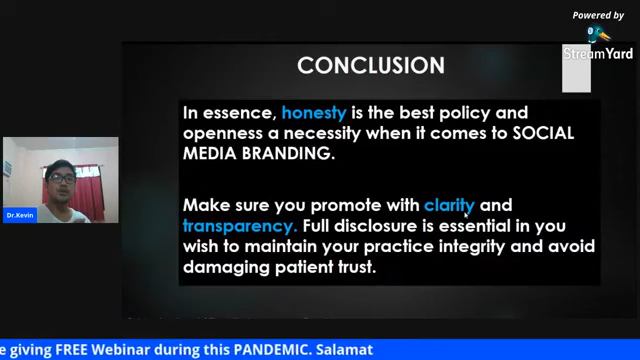 Powered by
StreamYard
CONCLUSION
In essence, honesty is the best policy and
openness a necessity when it comes to SOCIAL
MEDIA BRANDING.
Make sure you promote with clarity and
transparency. Full disclosure is essential in you
wish to maintain your practice integrity and avoid
damaging patient trust.
Dr.Kevin
e giving FREE Webinar during this PANDEMIC. Salamat